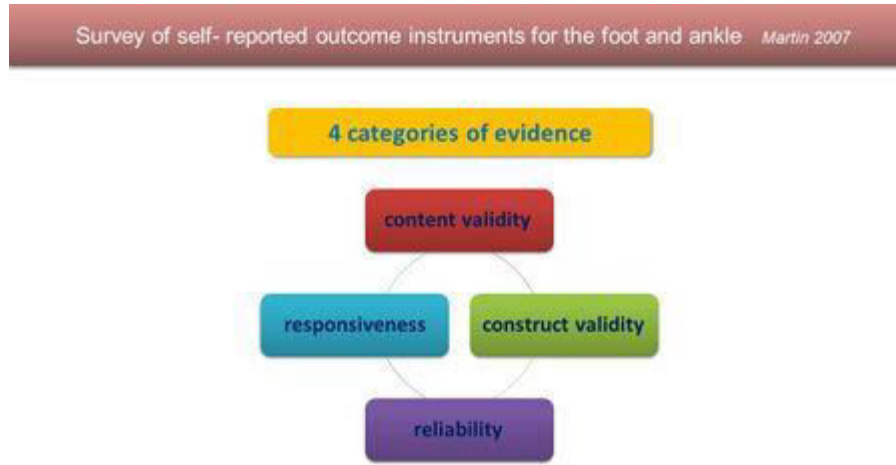 Survey of self- reported outcome instruments for the foot and ankle Martin 2007
4 categories of evidence
content validity
responsiveness
construct validity
reliability